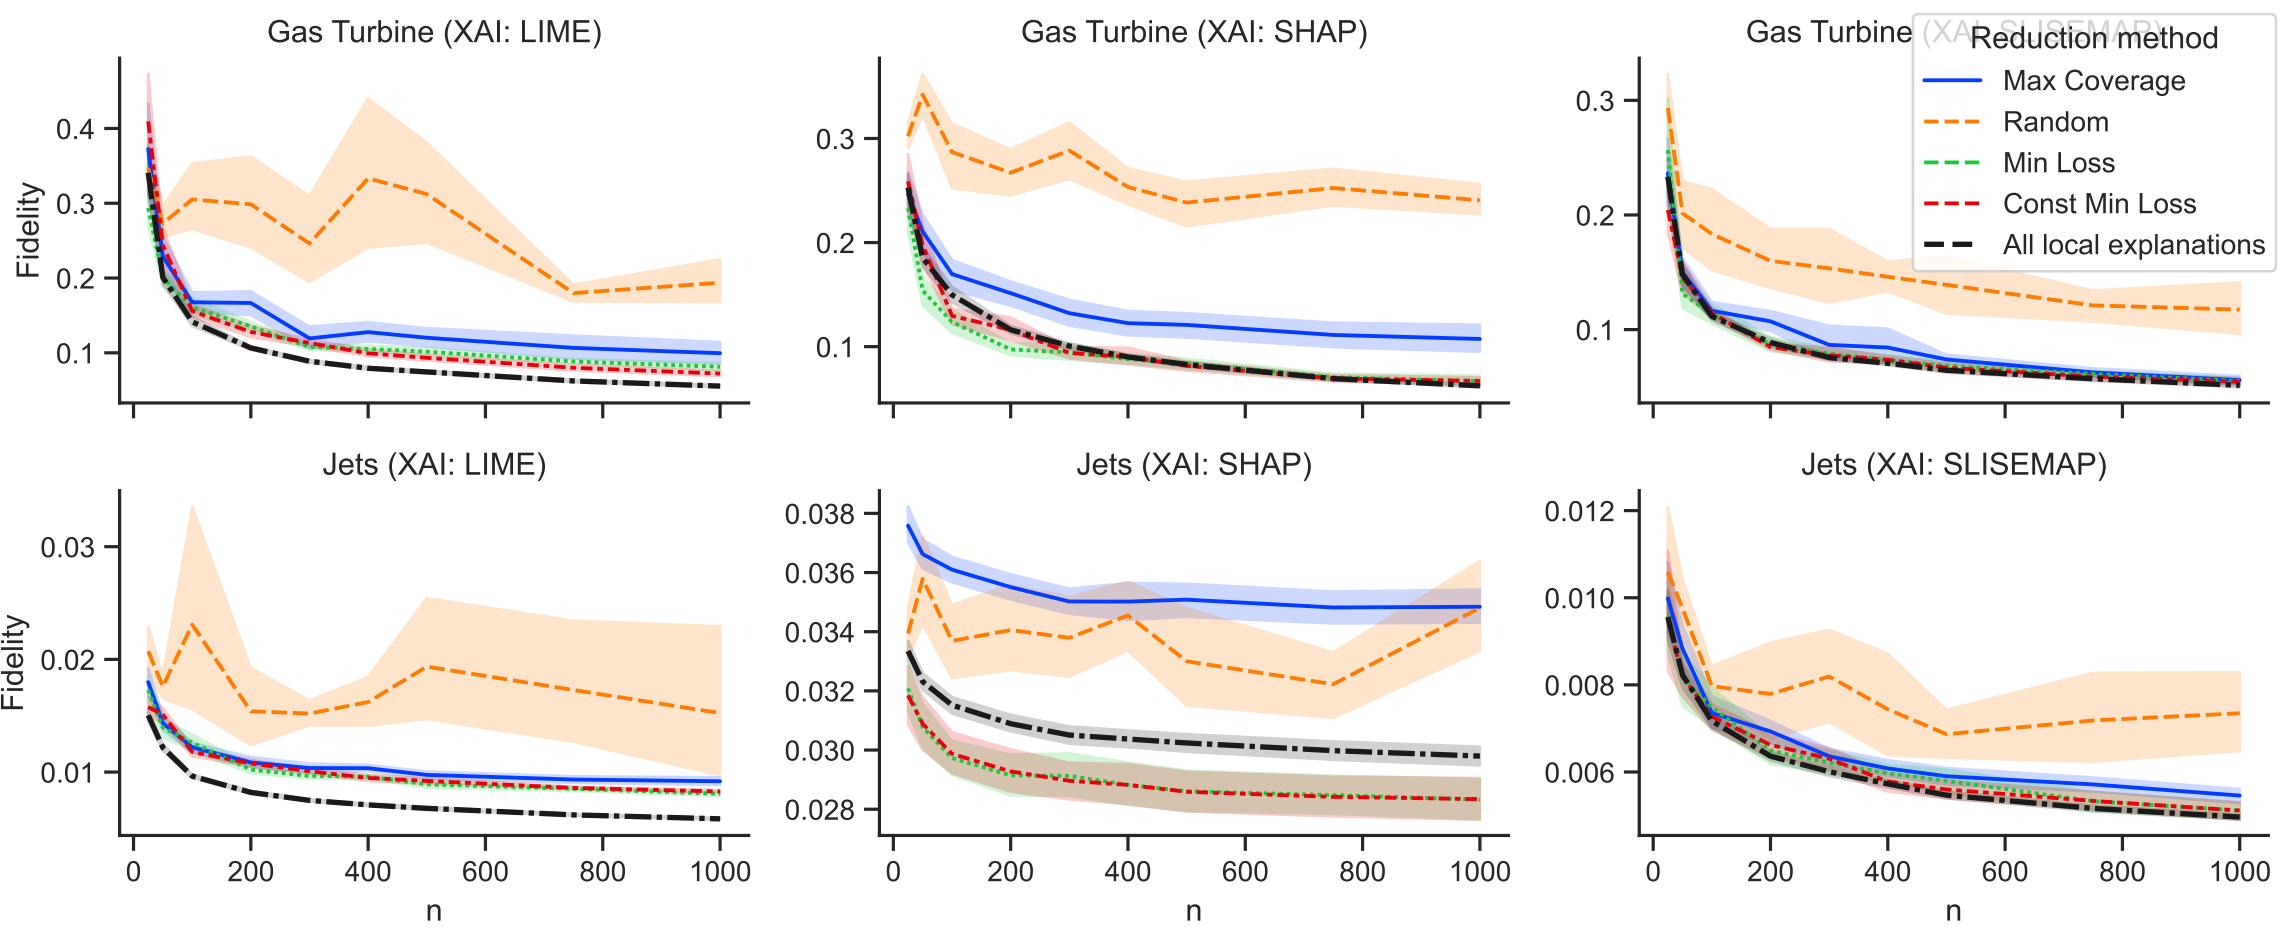 Gas Turbine (XAI: LIME)
Gas Turbine (XAI: SHAP)
Gas Turbine (XAI: SLISEMAP)
Reduction method
Max Coverage
Random
Min Loss
Const Min Loss
All local explanations
Fidelity
0.4
0.3
0.2
0.1
0.3
0.2
0.1
0.3
0.2
0.1
Jets (XAI: LIME)
Jets (XAI: SHAP)
Jets (XAI: SLISEMAP)
Fidelity
0.03
0.02
0.01
0.038
0.036
0.034
0.032
0.030
0.028
0.012
0.010
0.008
0.006
0 200 400 600 800 1000
0 200 400 600 800 1000
0 200 400 600 800 1000
n
n
n